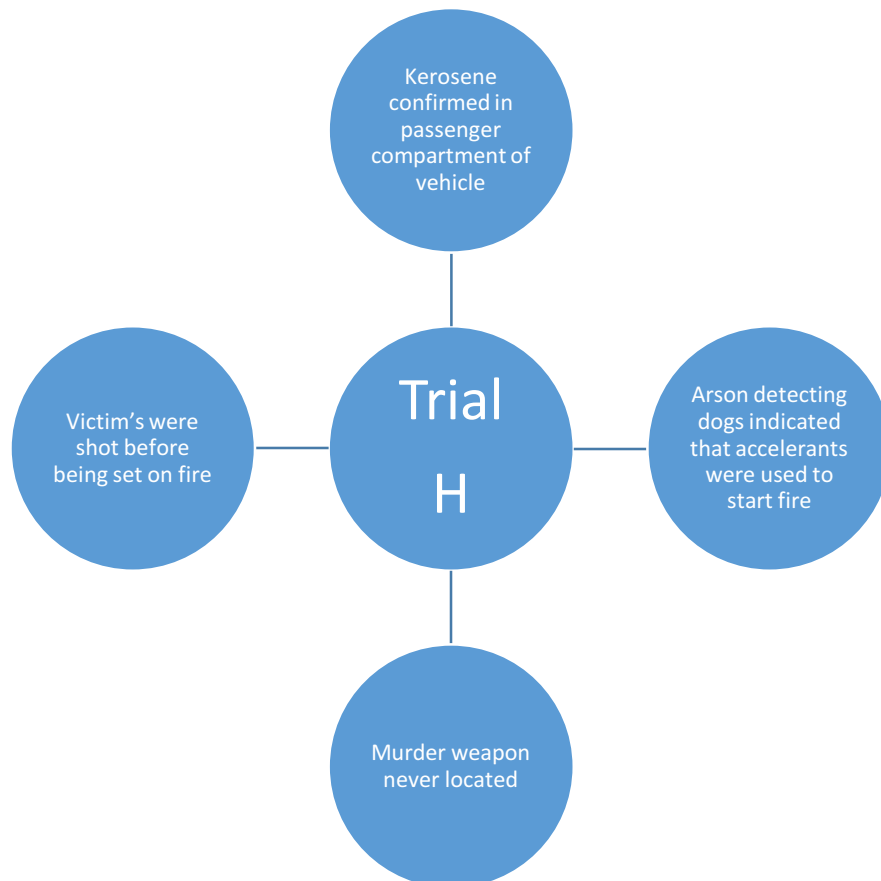 Kerosene
confirmed in
passenger
compartment of
vehicle
Victim’s were
shot before
being set on fire
Trial
H
Arson detecting
dogs indicated
that accelerants
were used to
start fire
Murder weapon
never located